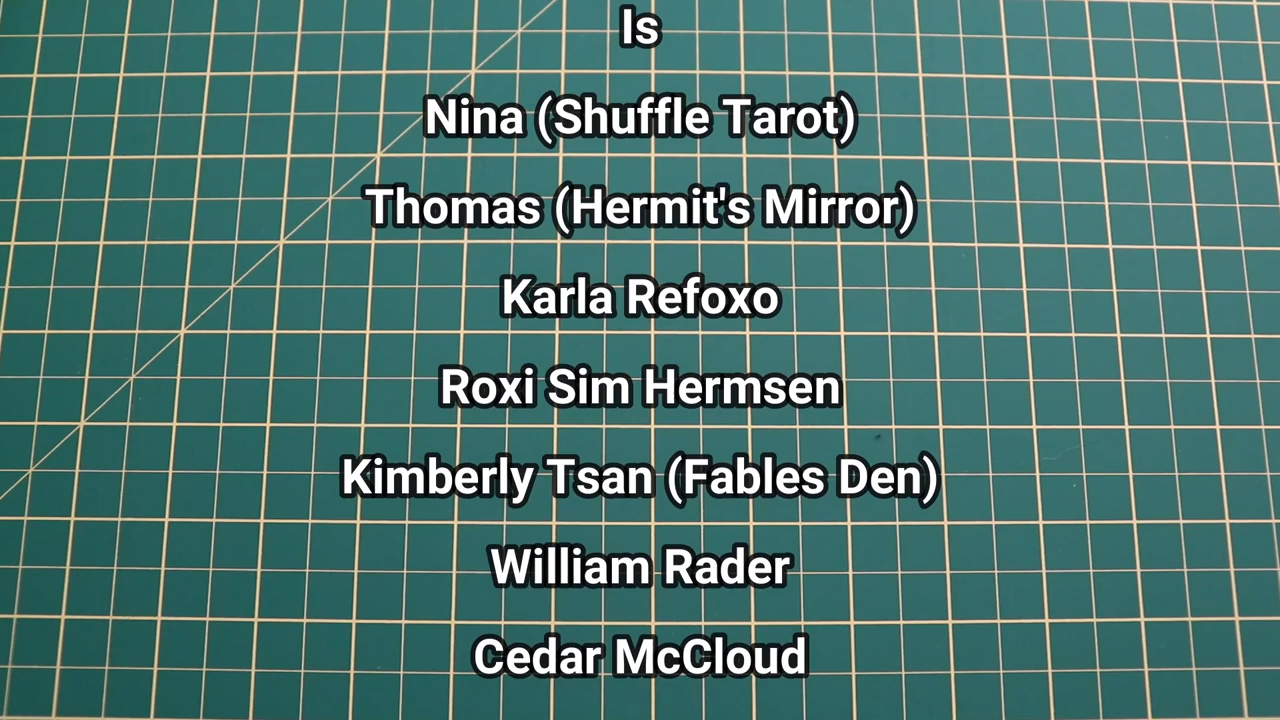 Is
Nina (Shuffle Tarot)
Thomas (Hermit's Mirror)
Karla Refoxo
Roxi Sim Hermsen
Kimberly Tsan (Fables Den)
William Rader
Cedar McCloud